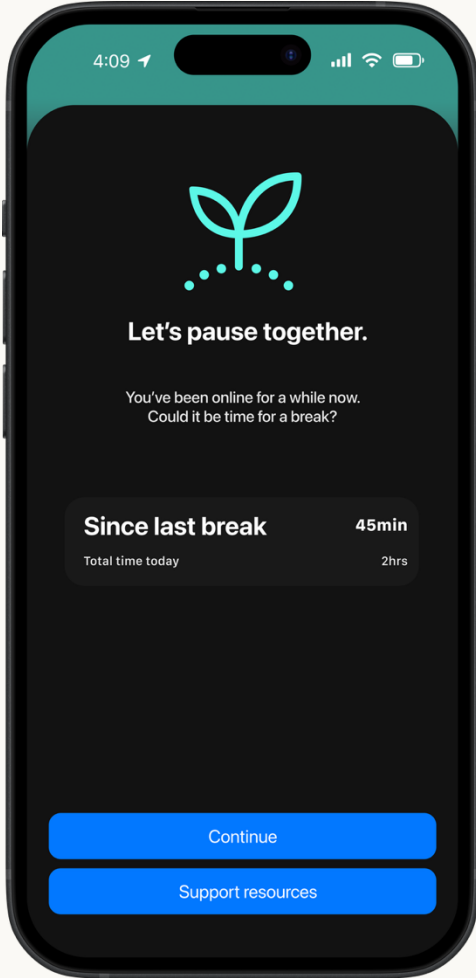 4:09
Let's pause together.
You've been online for a while now.
Could it be time for a break?
Since last break 45min
Total time today 2hrs
Continue
Support resources